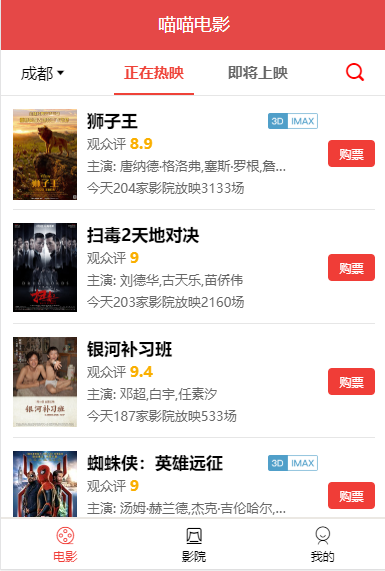 喵喵电影
成都 正在热映 即将上映
狮子王 3D IMAX
观众评 8.9
购票
主演: 唐纳德·格洛弗,塞斯·罗根,詹...
今天204家影院放映3133场
扫毒2天地对决
观众评 9
购票
主演: 刘德华,古天乐,苗侨伟
今天203家影院放映2160场
银河补习班
观众评 9.4
购票
主演: 邓超,白宇,任素汐
今天187家影院放映533场
蜘蛛侠：英雄远征 3D IMAX
观众评 9
购票
主演: 汤姆·赫兰德,杰克·吉伦哈尔,...
电影 影院 我的
狮子王
银河补习班